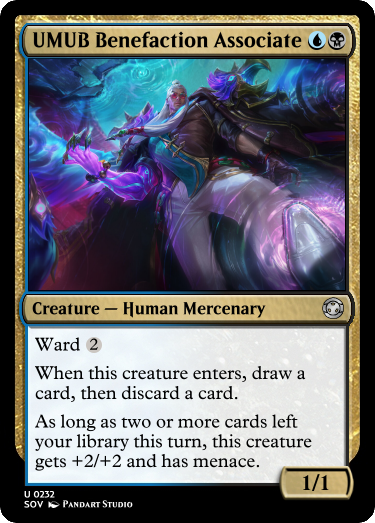 UMUB Benefaction Associate
Creature — Human Mercenary
Ward 2
When this creature enters, draw a
card, then discard a card.
As long as two or more cards left
your library this turn, this creature
gets +2/+2 and has menace.
1/1
U 0232
SOV Pandart Studio